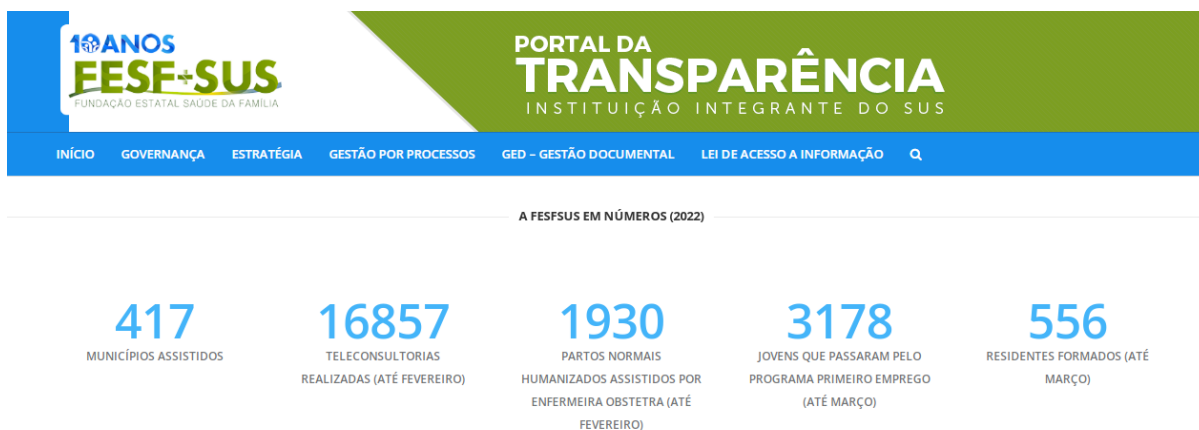 10ANOS
FESF+SUS
FUNDAÇÃO ESTATAL SAÚDE DA FAMÍLIA
PORTAL DA
TRANSPARÊNCIA
INSTITUIÇÃO INTEGRANTE DO SUS
INÍCIO GOVERNANÇA ESTRATÉGIA GESTÃO POR PROCESSOS GED – GESTÃO DOCUMENTAL LEI DE ACESSO A INFORMAÇÃO
A FESFSUS EM NÚMEROS (2022)
417
MUNICÍPIOS ASSISTIDOS
16857
TELECONSULTORIAS
REALIZADAS (ATÉ FEVEREIRO)
1930
PARTOS NORMAIS
HUMANIZADOS ASSISTIDOS POR
ENFERMEIRA OBSTETRA (ATÉ
FEVEREIRO)
3178
JOVENS QUE PASSARAM PELO
PROGRAMA PRIMEIRO EMPREGO
(ATÉ MARÇO)
556
RESIDENTES FORMADOS (ATÉ
MARÇO)